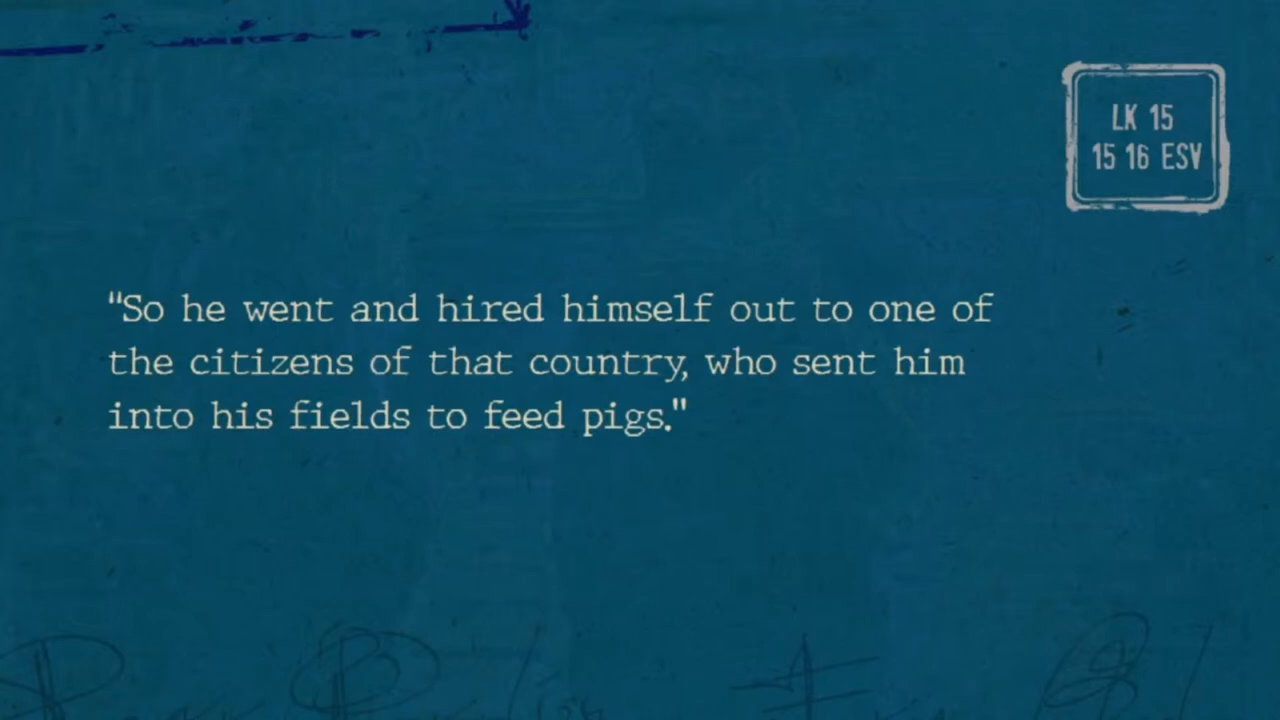 LK 15
15 16 ESV
"So he went and hired himself out to one of
the citizens of that country, who sent him
into his fields to feed pigs."